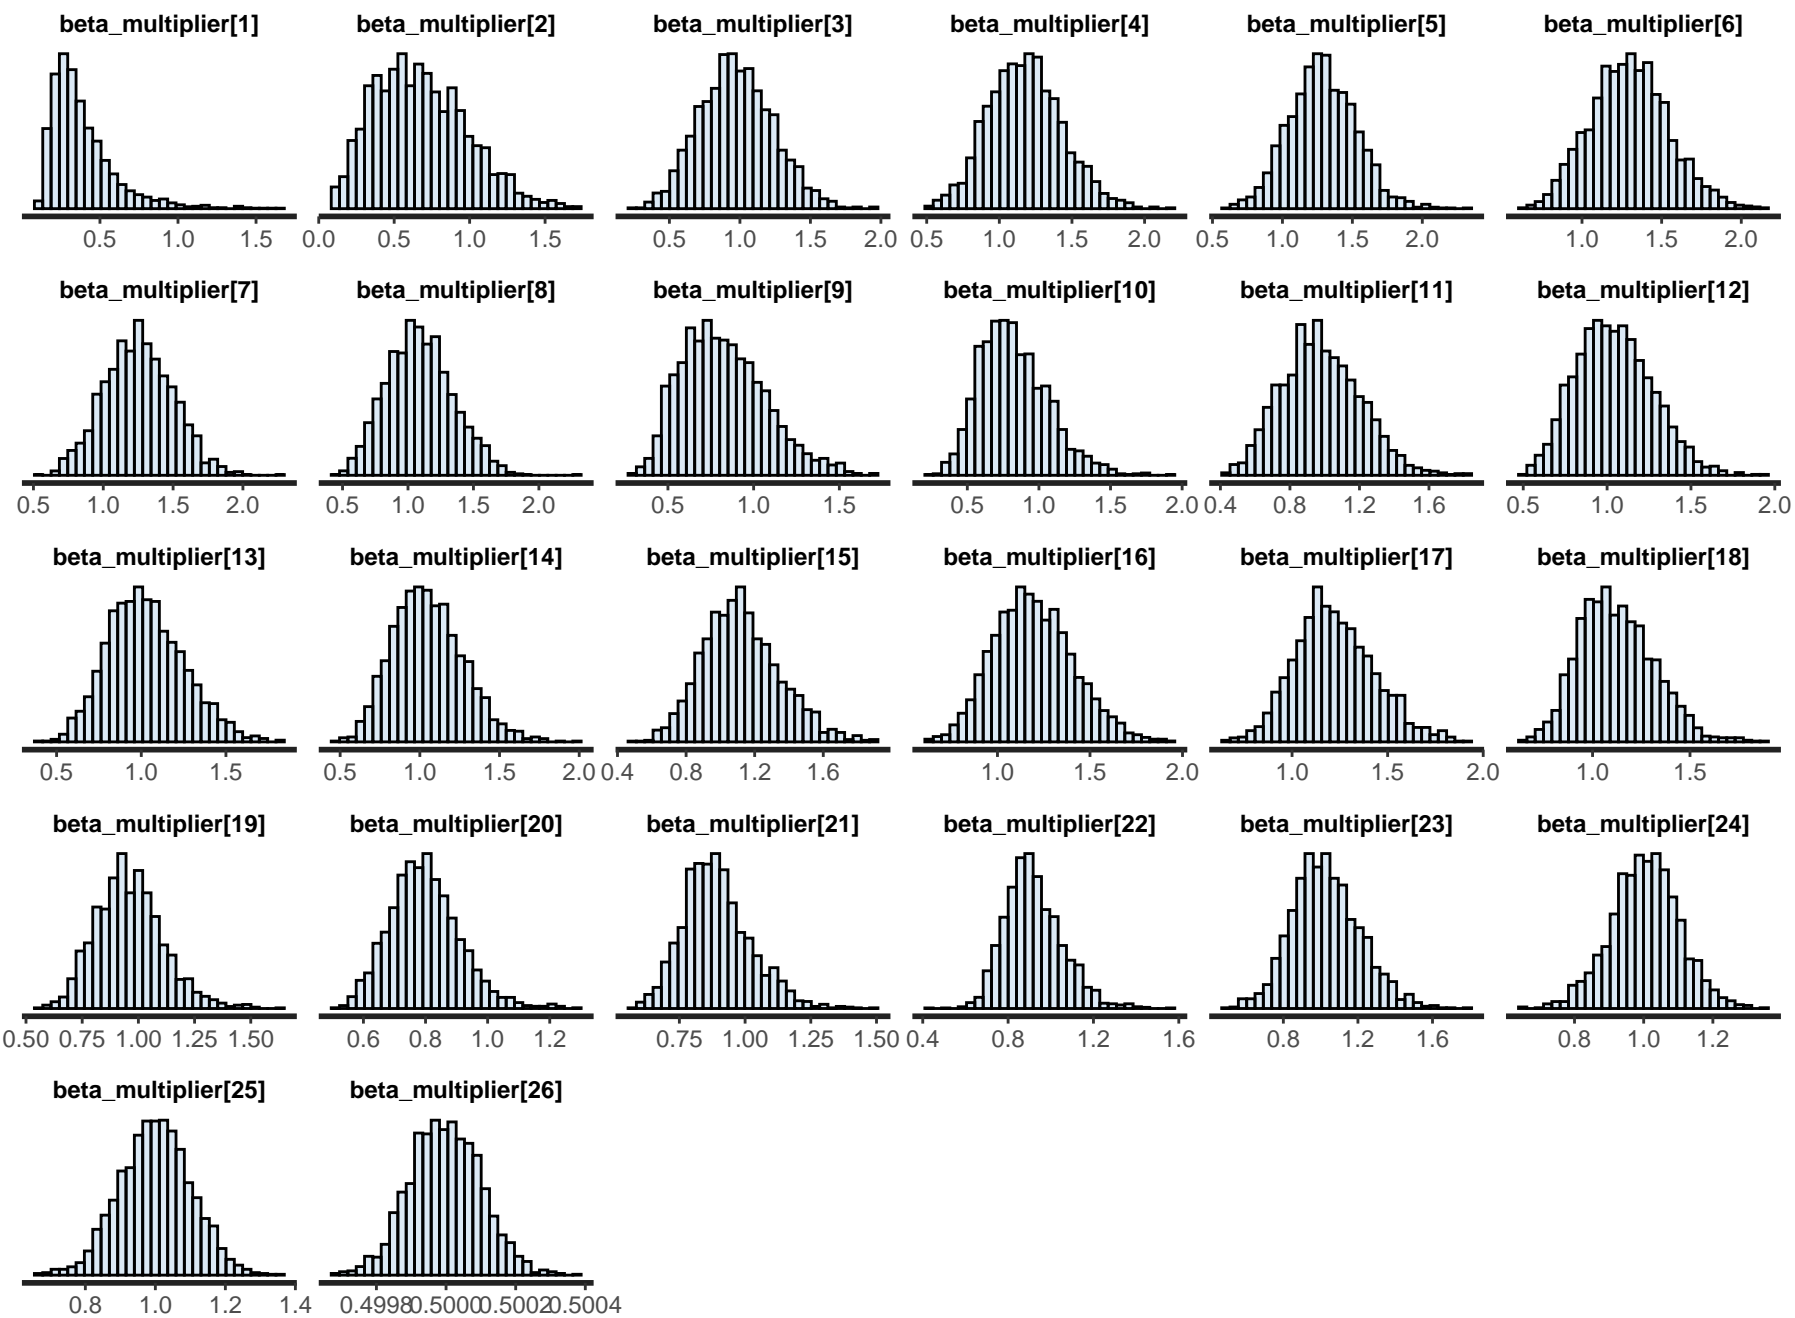 beta_multiplier[1] beta_multiplier[2] beta_multiplier[3] beta_multiplier[4] beta_multiplier[5] beta_multiplier[6]
0.5 1.0 1.5 0.0 0.5 1.0 1.5 0.5 1.0 1.5 2.0 0.5 1.0 1.5 2.0 0.5 1.0 1.5 2.0 1.0 1.5 2.0
beta_multiplier[7] beta_multiplier[8] beta_multiplier[9] beta_multiplier[10] beta_multiplier[11] beta_multiplier[12]
0.5 1.0 1.5 2.0 0.5 1.0 1.5 2.0 0.5 1.0 1.5 0.5 1.0 1.5 2.0 0.4 0.8 1.2 1.6 0.5 1.0 1.5 2.0
beta_multiplier[13] beta_multiplier[14] beta_multiplier[15] beta_multiplier[16] beta_multiplier[17] beta_multiplier[18]
0.5 1.0 1.5 0.5 1.0 1.5 2.0 0.4 0.8 1.2 1.6 1.0 1.5 2.0 1.0 1.5 2.0 1.0 1.5
beta_multiplier[19] beta_multiplier[20] beta_multiplier[21] beta_multiplier[22] beta_multiplier[23] beta_multiplier[24]
0.50 0.75 1.00 1.25 1.50 0.6 0.8 1.0 1.2 0.75 1.00 1.25 1.50 0.4 0.8 1.2 1.6 0.8 1.2 1.6 0.8 1.0 1.2
beta_multiplier[25] beta_multiplier[26]
0.8 1.0 1.2 1.4 0.4998 0.5000 0.5002 0.5004